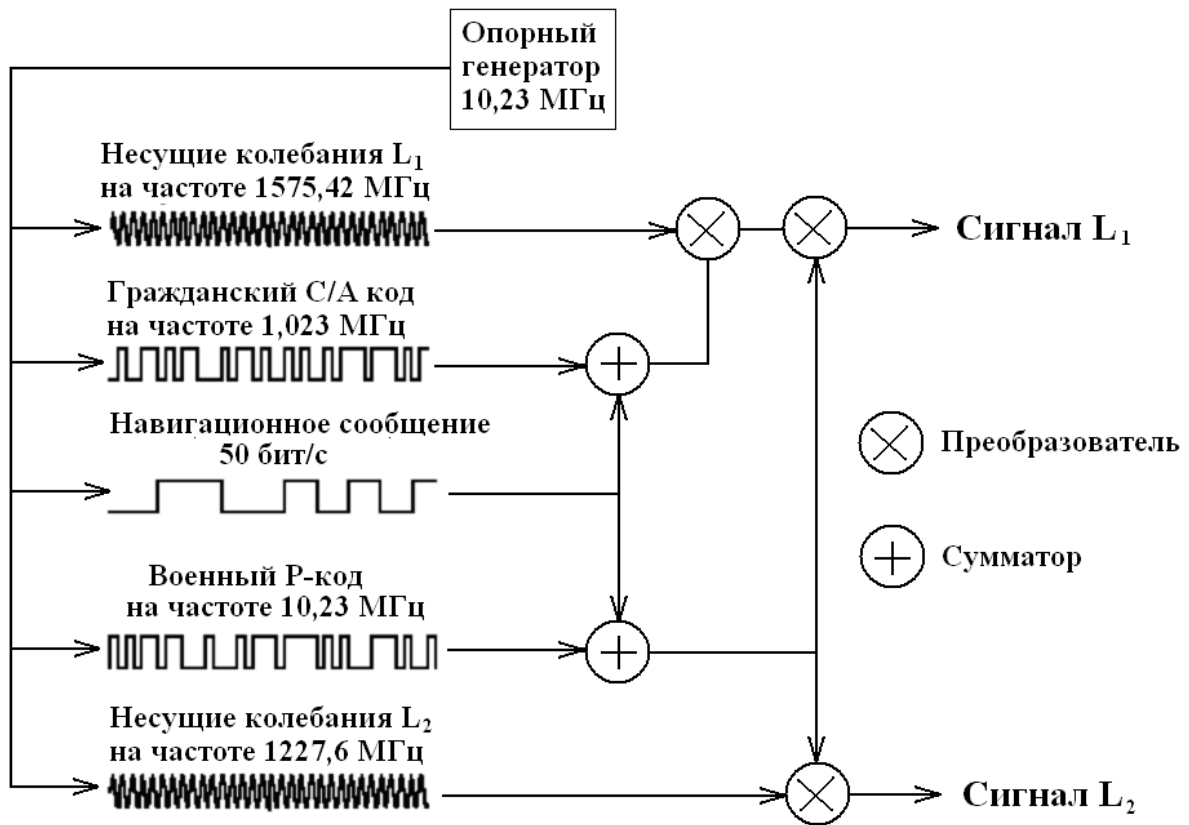 Опорный
генератор
10,23 МГц
Несущие колебания L1
на частоте 1575,42 МГц
Сигнал L1
Гражданский С/А код
на частоте 1,023 МГц
Навигационное сообщение
50 бит/с
Преобразователь
Сумматор
Военный Р-код
на частоте 10,23 МГц
Несущие колебания L2
на частоте 1227,6 МГц
Сигнал L2